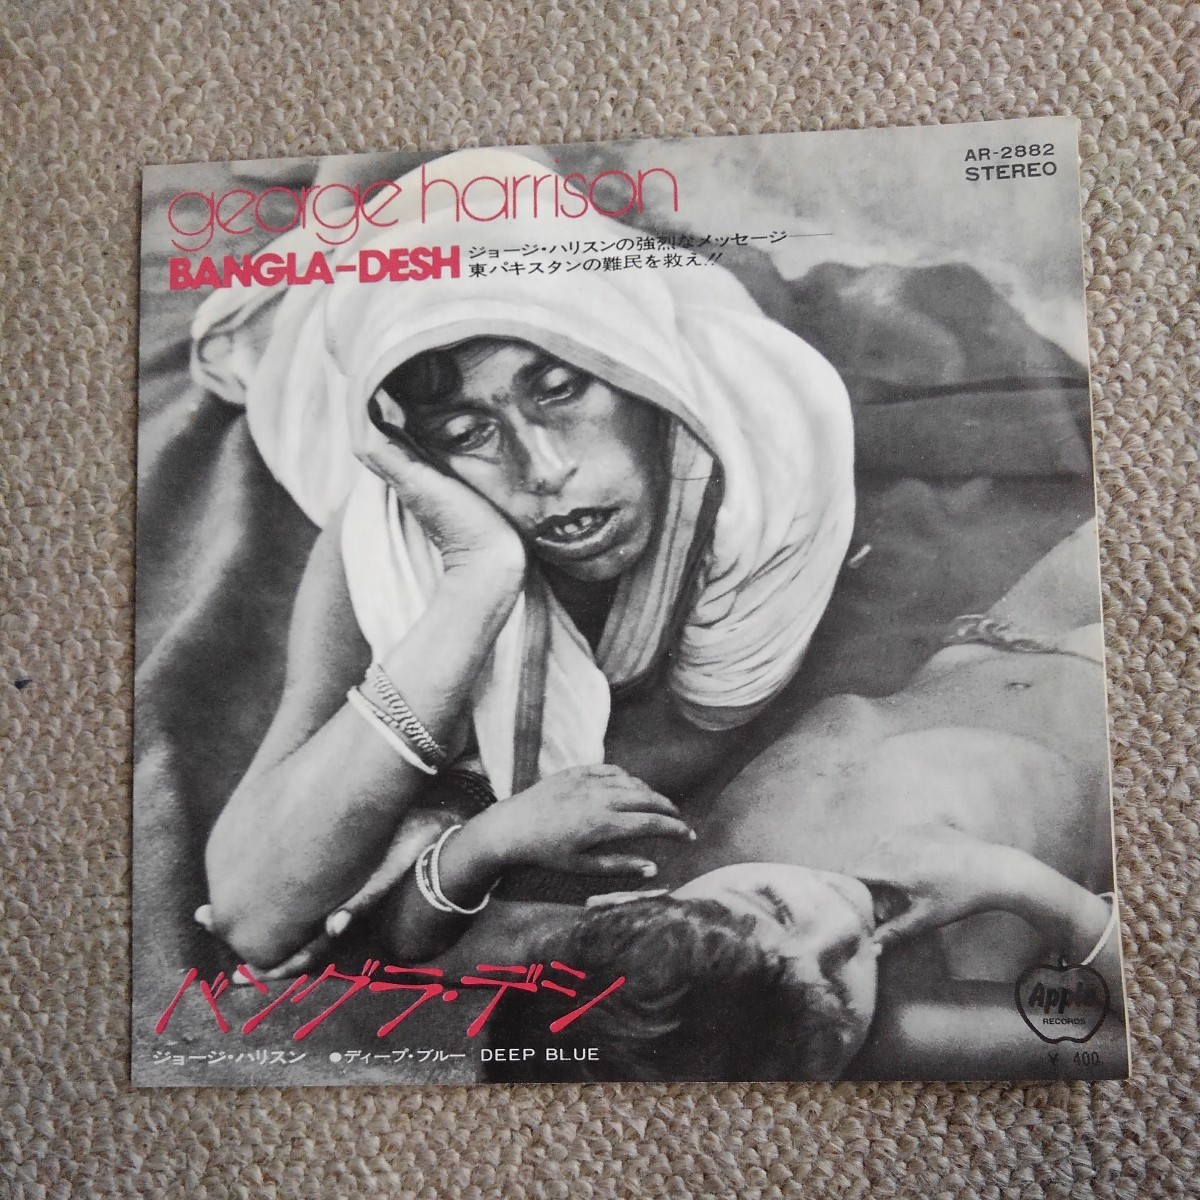 AR-2882
STEREO
george harrison
BANGLA-DESH
ジョージ・ハリスンの強烈なメッセージ——
東パキスタンの難民を救え!!
バングラ・デシ
ジョージ・ハリスン ●ディープ・ブルー DEEP BLUE
Apple
RECORDS
¥ 400